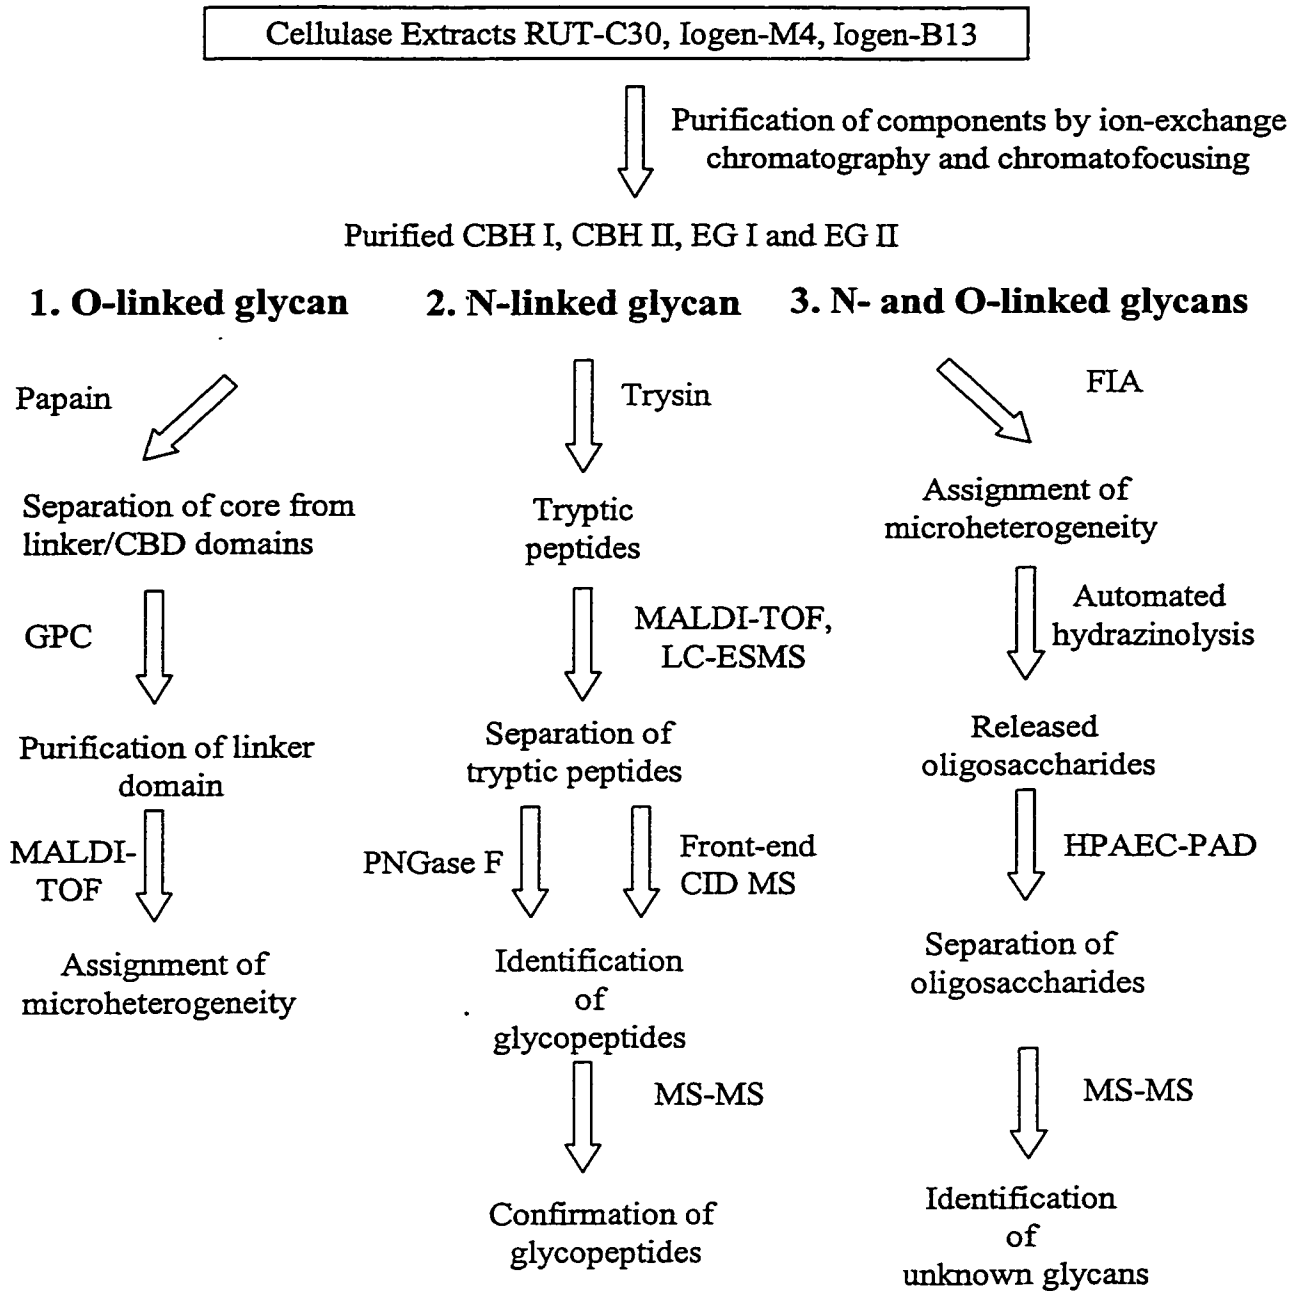 Cellulase Extracts RUT-C30, Iogen-M4, Iogen-B13
Purification of components by ion-exchange
chromatography and chromatofocusing
Purified CBH I, CBH II, EG I and EG II
1. O-linked glycan
Papain
Separation of core from
linker/CBD domains
GPC
Purification of linker
domain
MALDI-
TOF
Assignment of
microheterogeneity
2. N-linked glycan
Trysin
Tryptic
peptides
MALDI-TOF,
LC-ESMS
Separation of
tryptic peptides
PNGase F
Front-end
CID MS
Identification
of
glycopeptides
MS-MS
Confirmation of
glycopeptides
3. N- and O-linked glycans
FIA
Assignment of
microheterogeneity
Automated
hydrazinolysis
Released
oligosaccharides
HPAEC-PAD
Separation of
oligosaccharides
MS-MS
Identification
of
unknown glycans